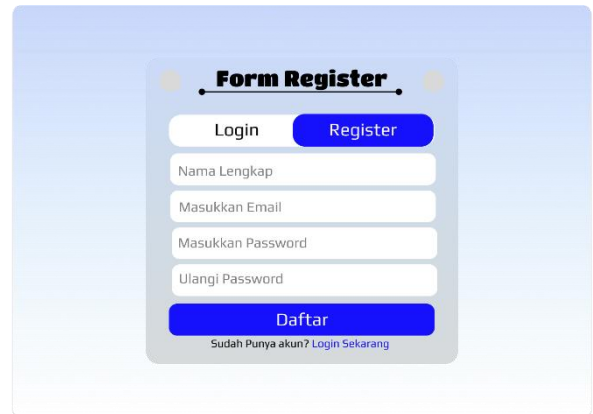 Form Register
Login Register
Nama Lengkap
Masukkan Email
Masukkan Password
Ulangi Password
Daftar
Sudah Punya akun? Login Sekarang